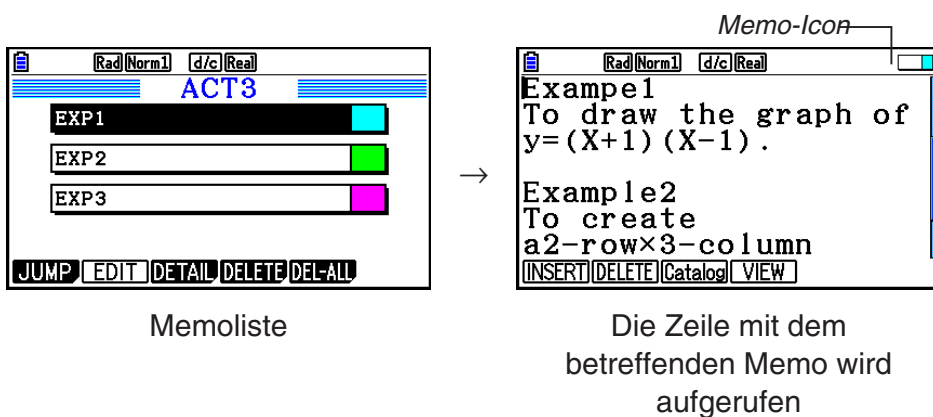 Memo-Icon
Rad Norm1 d/c Real
ACT3
EXP1
EXP2
EXP3
JUMP EDIT DETAIL DELETE DEL-ALL
Memoliste
→
Rad Norm1 d/c Real
Exampel
To draw the graph of
y=(X+1)(X−1).
Example2
To create
a2−row×3−column
INSERT DELETE Catalog VIEW
Die Zeile mit dem
betreffenden Memo wird
aufgerufen